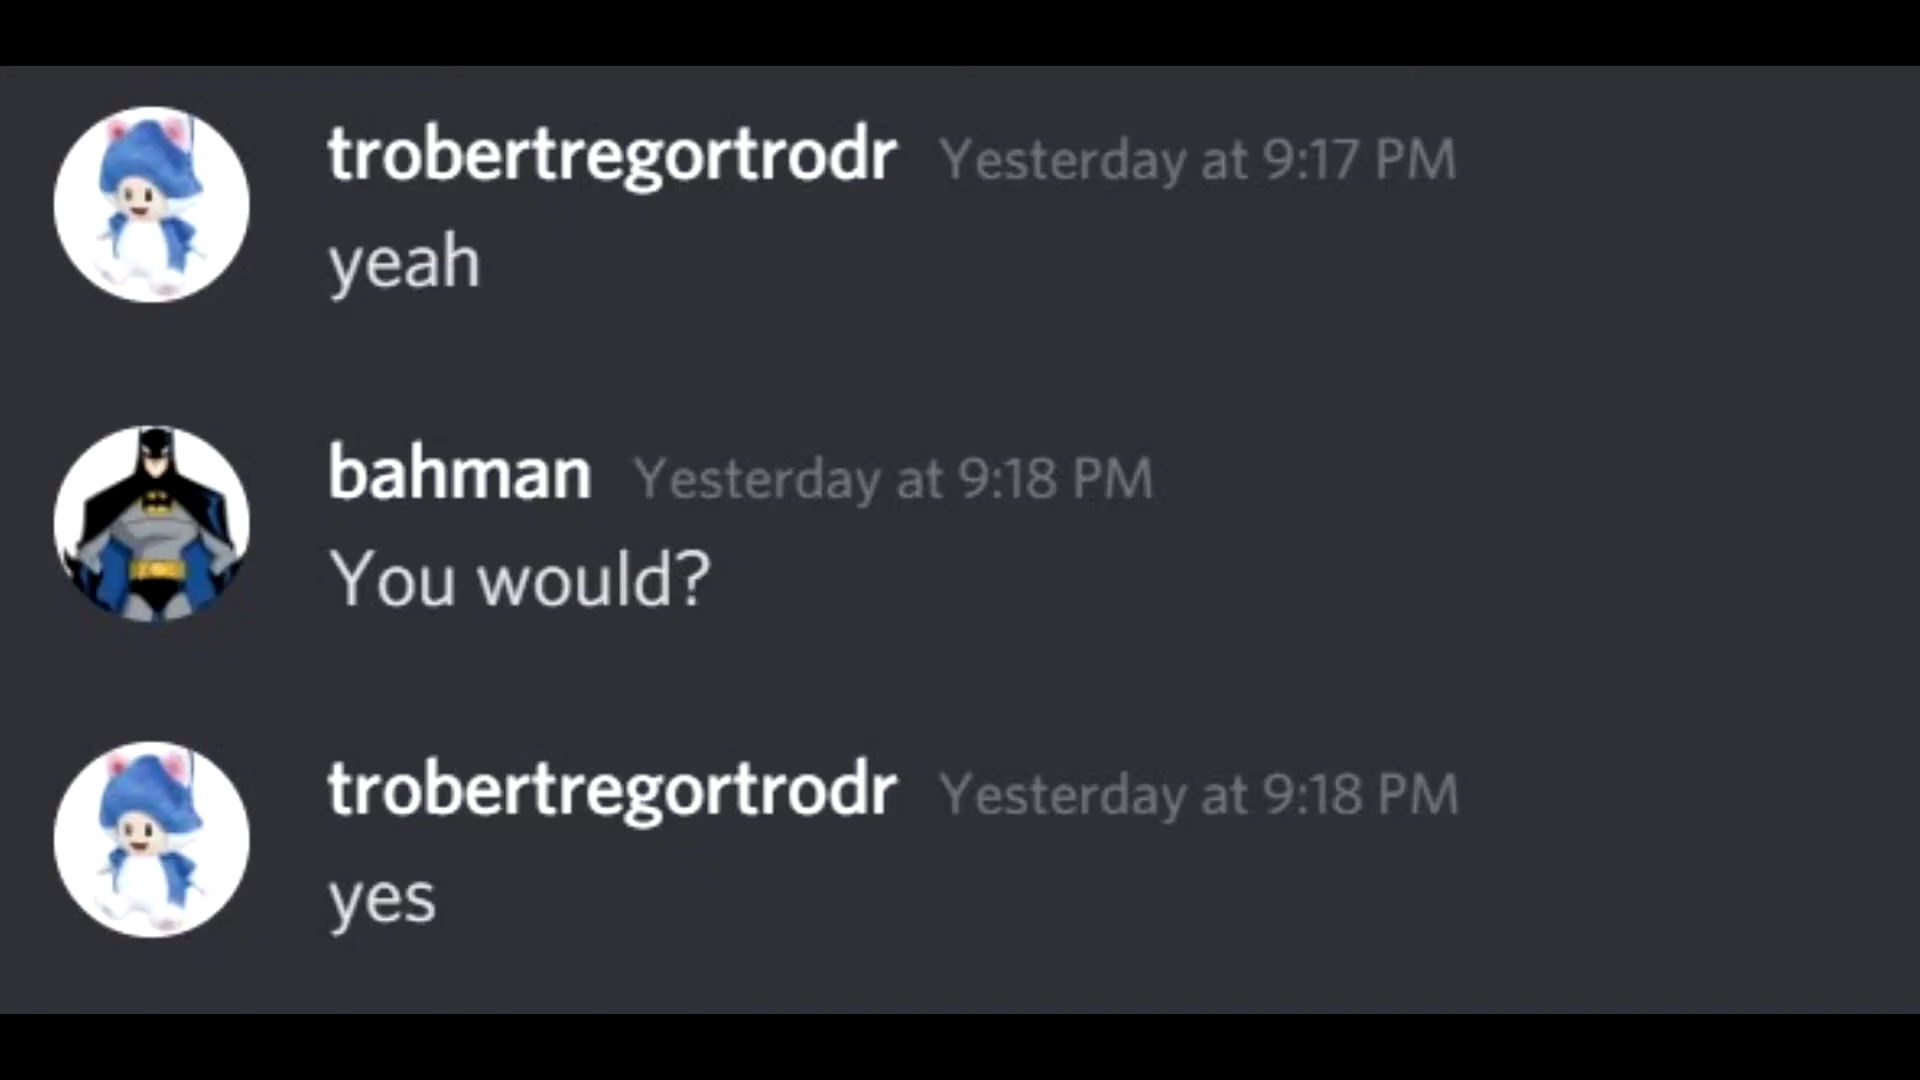 trobertregortrodr Yesterday at 9:17 PM
yeah
bahman Yesterday at 9:18 PM
You would?
trobertregortrodr Yesterday at 9:18 PM
yes